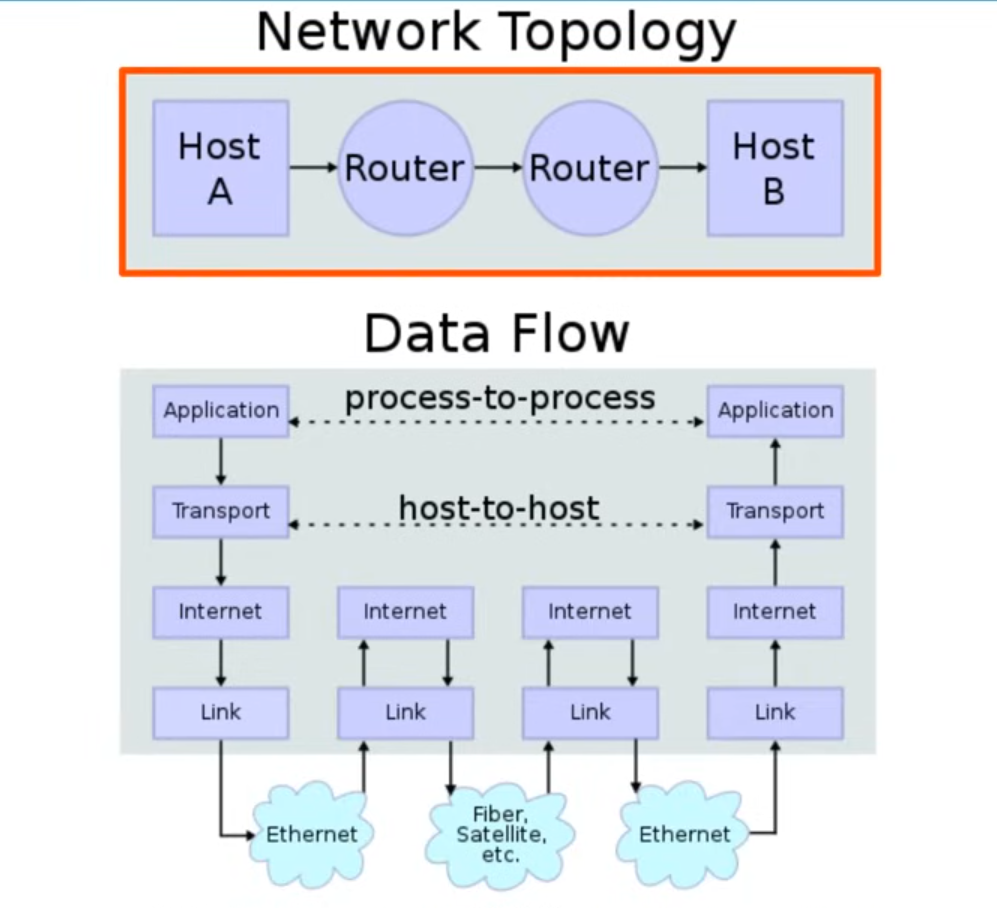 Network Topology
Host
A
Router
Router
Host
B
Data Flow
Application
process-to-process
Application
Transport
host-to-host
Transport
Internet
Internet
Internet
Internet
Link
Link
Link
Link
Ethernet
Fiber,
Satellite,
etc.
Ethernet